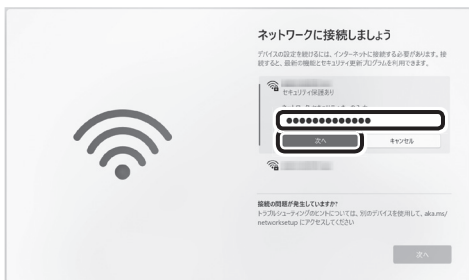 ネットワークに接続しましょう
デバイスの設定を続けるには、インターネットに接続する必要があります。接
続すると、最新の機能とセキュリティ更新プログラムを利用できます。
セキュリティ保護あり
●●●●●●●●●●●●●
次へ
キャンセル
接続の問題が発生していますか?
トラブルシューティングのヒントについては、別のデバイスを使用して、aka.ms/
networksetup にアクセスしてください
次へ